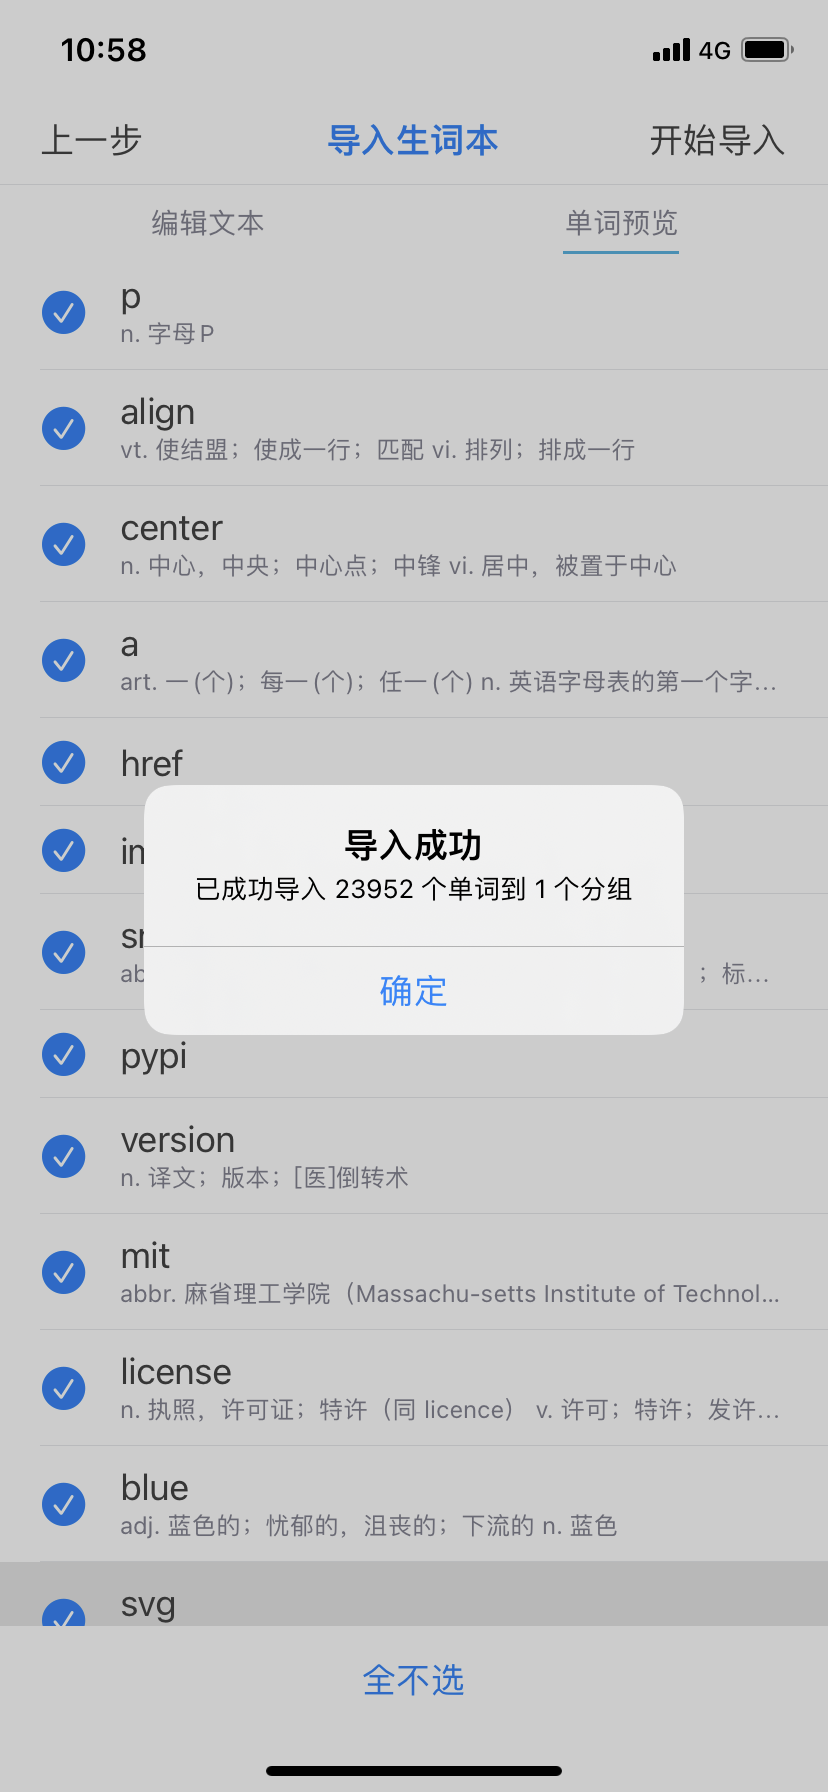 10:58
4G
上一步
导入生词本
开始导入
编辑文本
单词预览
p
n. 字母 P
align
vt. 使结盟；使成一行；匹配 vi. 排列；排成一行
center
n. 中心，中央；中心点；中锋 vi. 居中，被置于中心
a
art. 一 (个)；每一 (个)；任一 (个) n. 英语字母表的第一个字...
href
导入成功
已成功导入 23952 个单词到 1 个分组
；标...
确定
pypi
version
n. 译文；版本；[医]倒转术
mit
abbr. 麻省理工学院（Massachu-setts Institute of Technol...
license
n. 执照，许可证；特许（同 licence） v. 许可；特许；发许...
blue
adj. 蓝色的；忧郁的，沮丧的；下流的 n. 蓝色
svg
全不选